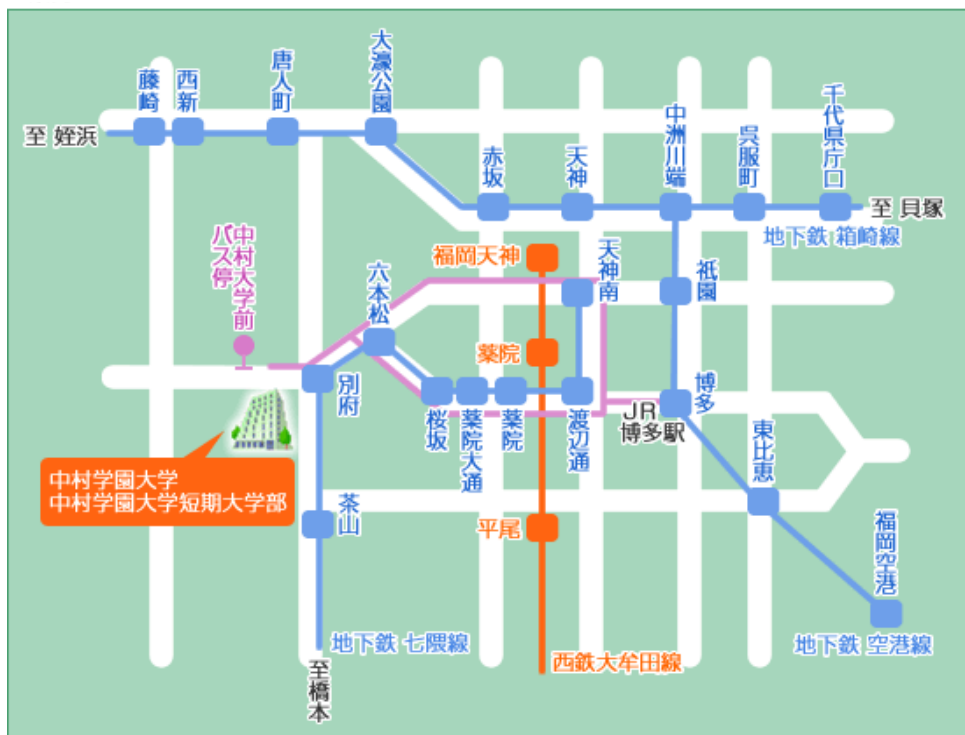 至 姪浜
藤崎
西新
唐人町
大濠公園
赤坂
天神
中洲川端
呉服町
千代県庁口
至 貝塚
地下鉄 箱崎線
中村大学前
バス停
六本松
福岡天神
天神南
祇園
薬院
別府
桜坂
薬院大通
薬院
渡辺通
JR
博多駅
博多
東比恵
中村学園大学
中村学園大学短期大学部
茶山
平尾
福岡空港
地下鉄 七隈線
地下鉄 空港線
西鉄大牟田線
至橋本